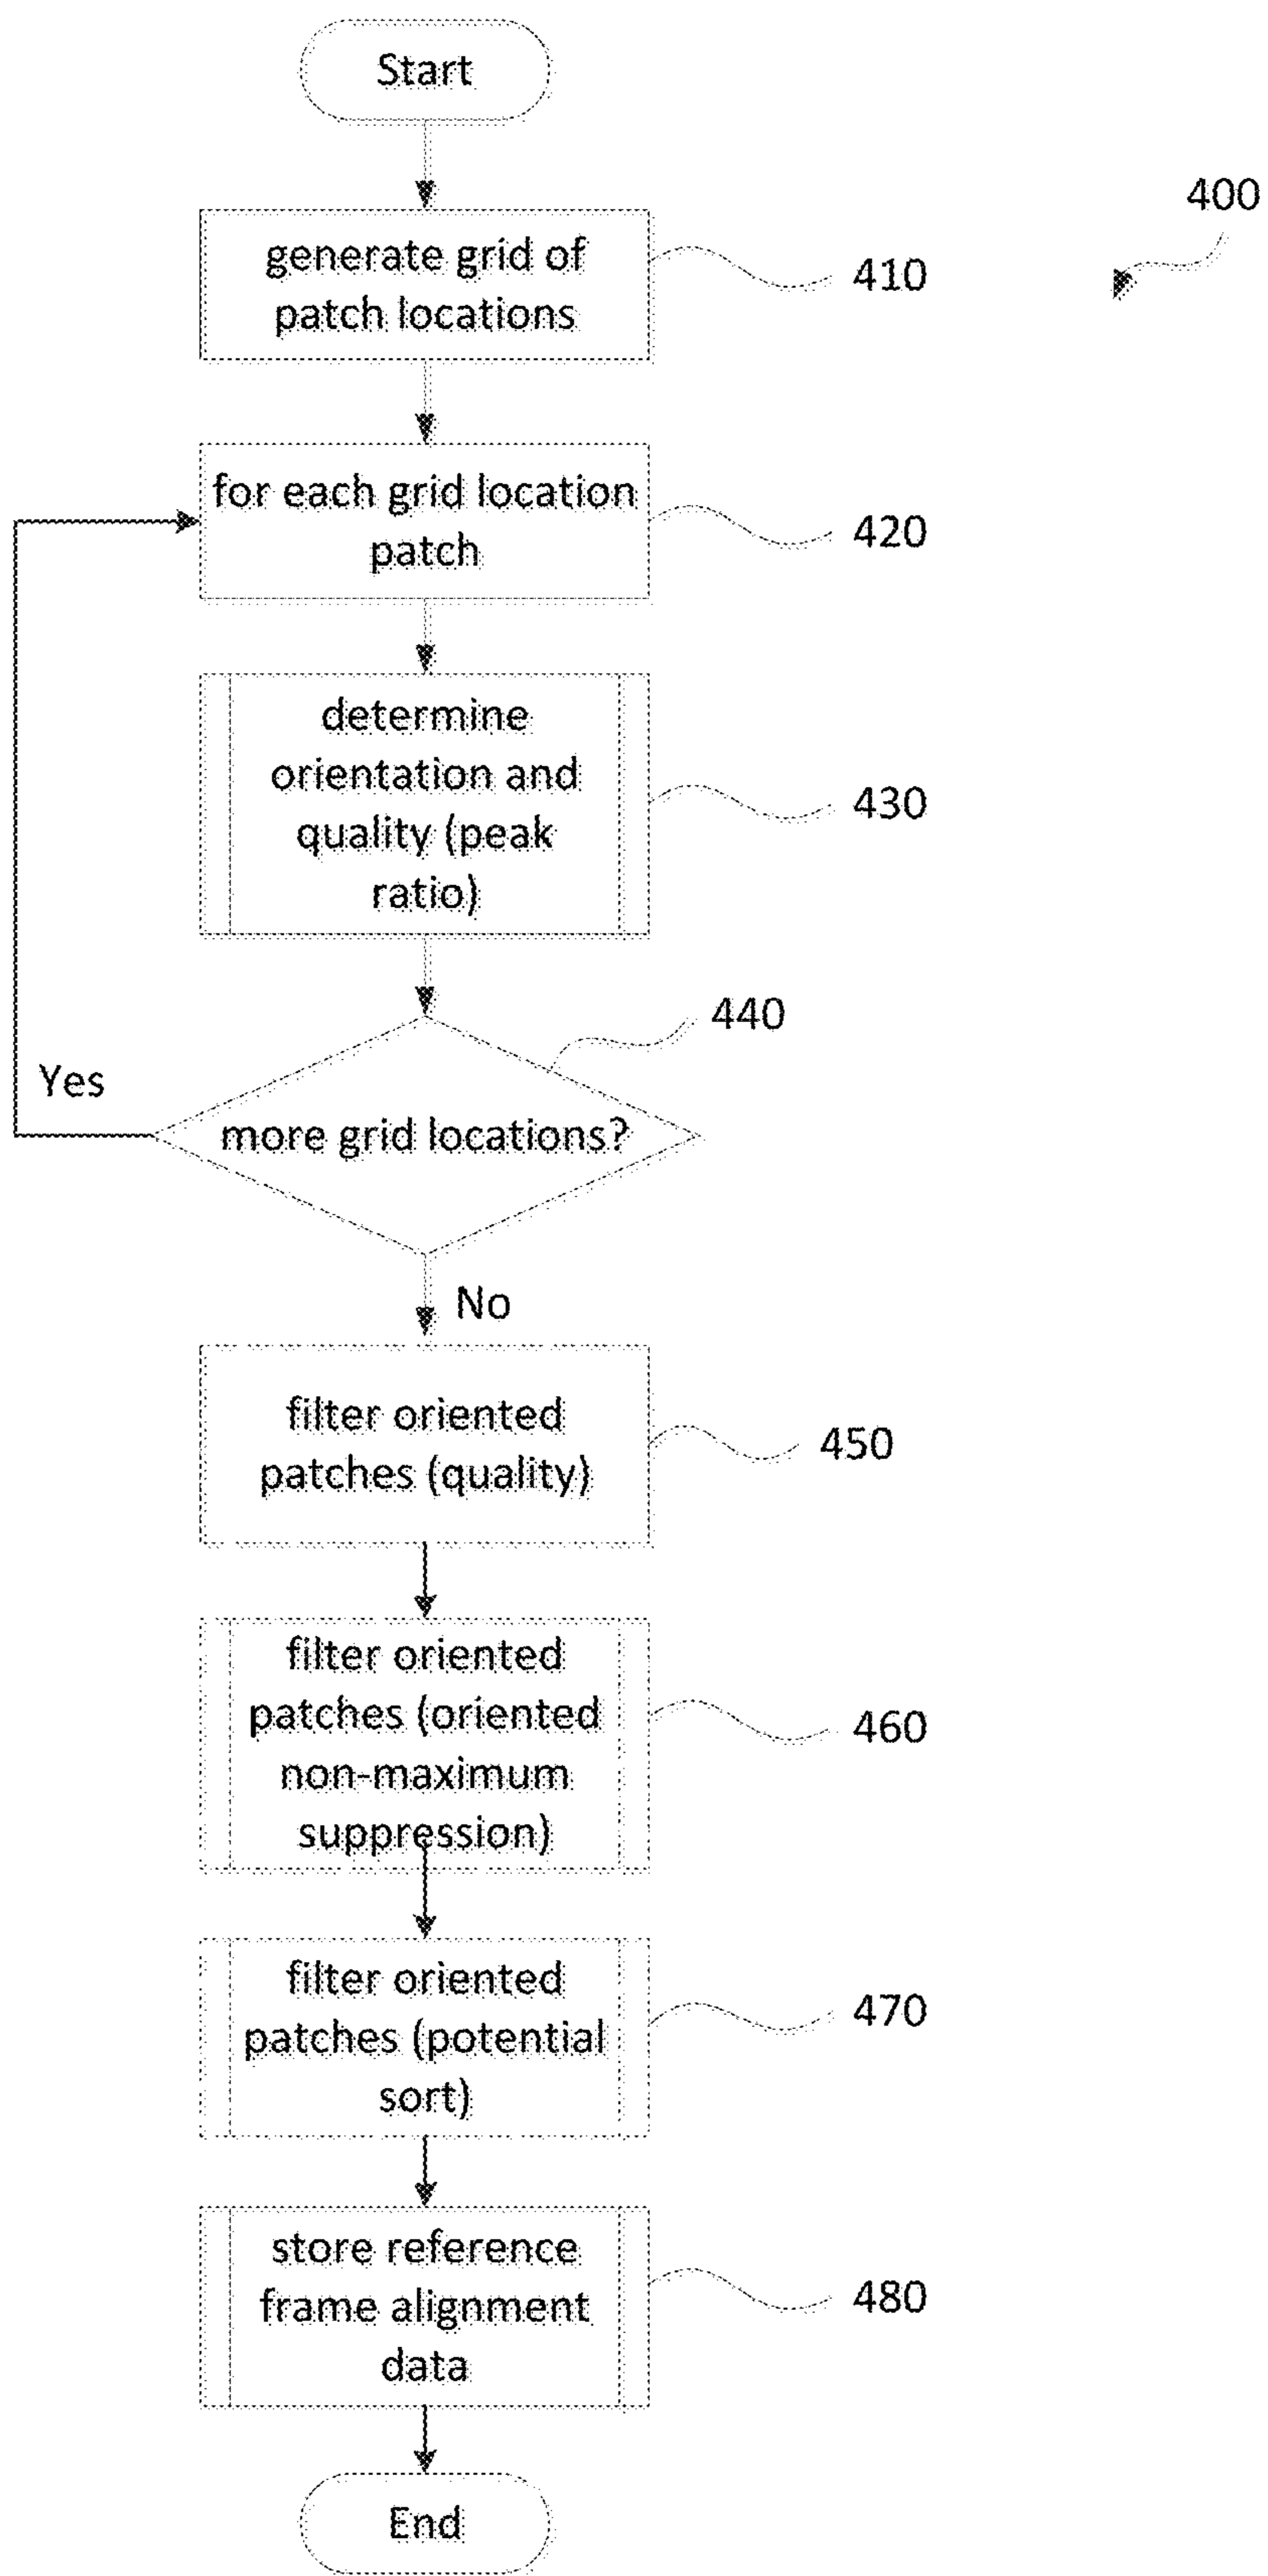 Start
400
generate grid of
patch locations
410
for each grid location
patch
420
determine
orientation and
quality (peak
ratio)
430
440
Yes
more grid locations?
No
filter oriented
patches (quality)
450
filter oriented
patches (oriented
non-maximum
suppression)
460
filter oriented
patches (potential
sort)
470
store reference
frame alignment
data
480
End